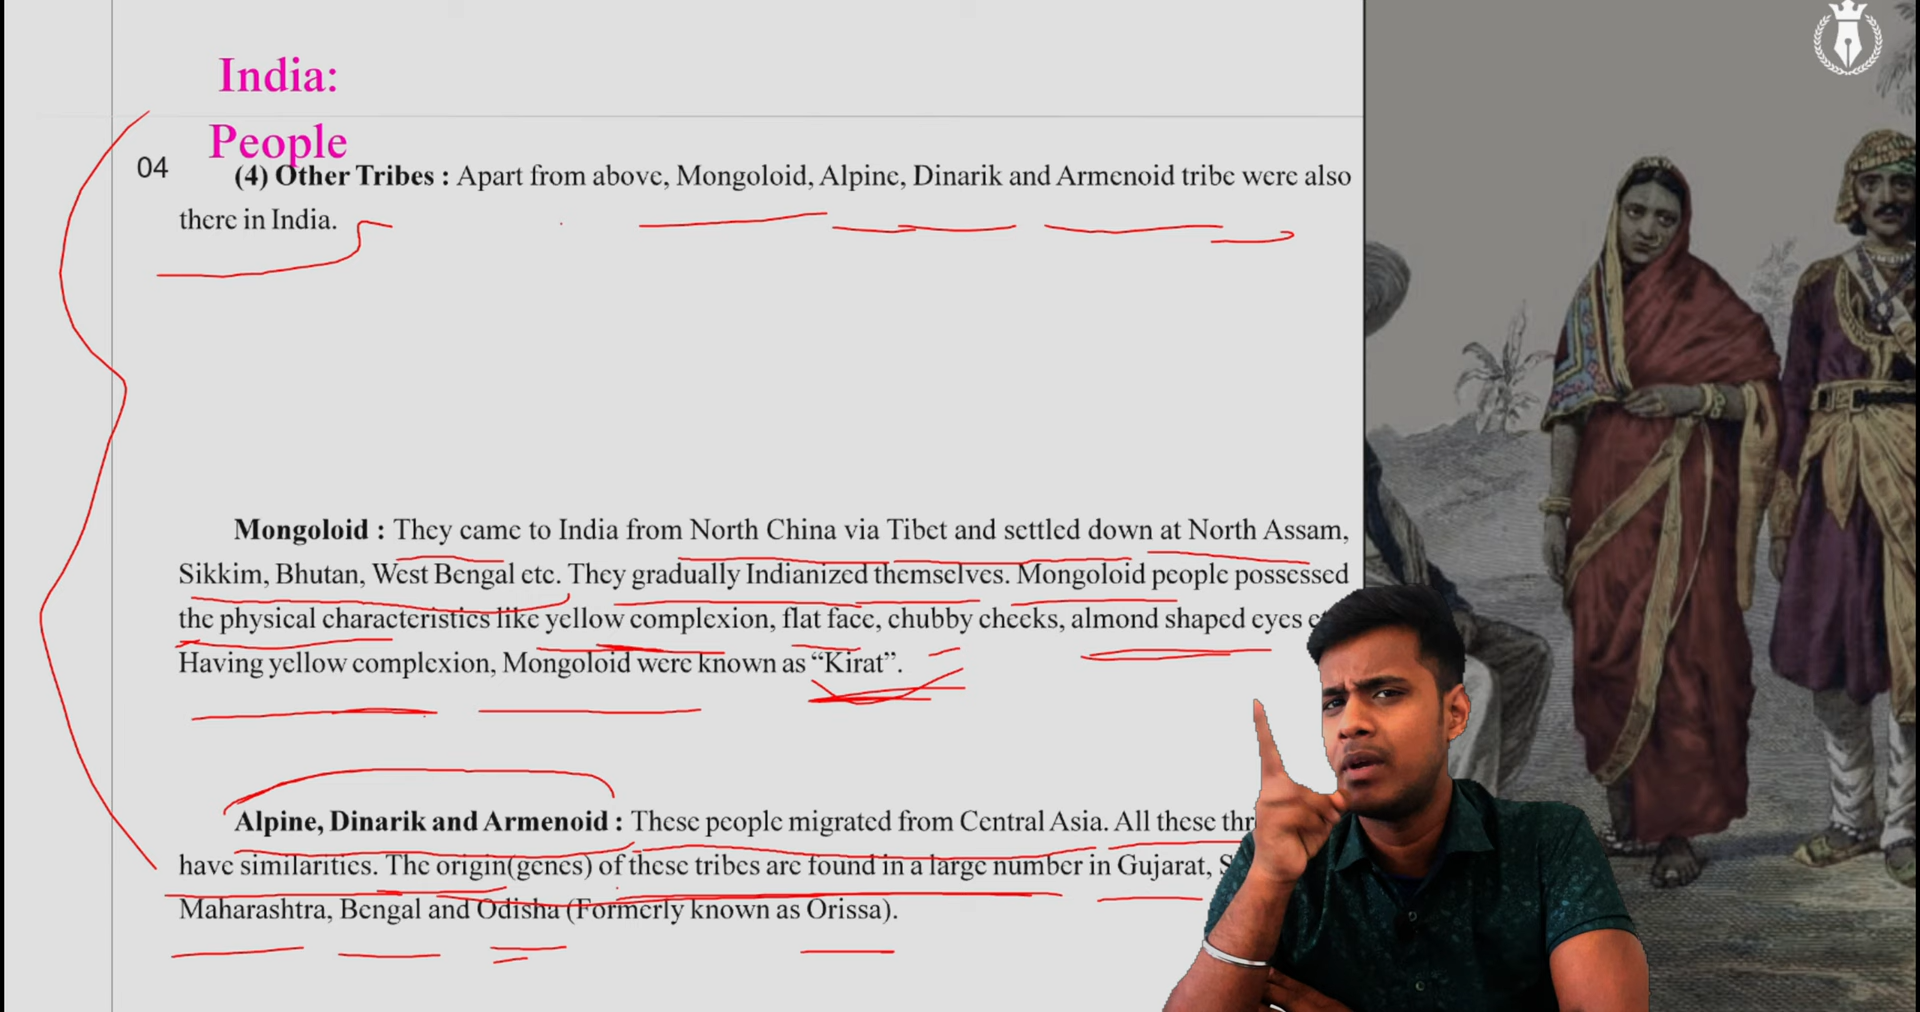 India:
People
04
(4) Other Tribes : Apart from above, Mongoloid, Alpine, Dinarik and Armenoid tribe were also
there in India.
Mongoloid : They came to India from North China via Tibet and settled down at North Assam,
Sikkim, Bhutan, West Bengal etc. They gradually Indianized themselves. Mongoloid people possessed
the physical characteristics like yellow complexion, flat face, chubby cheeks, almond shaped eyes
Having yellow complexion, Mongoloid were known as “Kirat”.
Alpine, Dinarik and Armenoid : These people migrated from Central Asia. All these
have similarities. The origin(genes) of these tribes are found in a large number in Gujarat,
Maharashtra, Bengal and Odisha (Formerly known as Orissa).